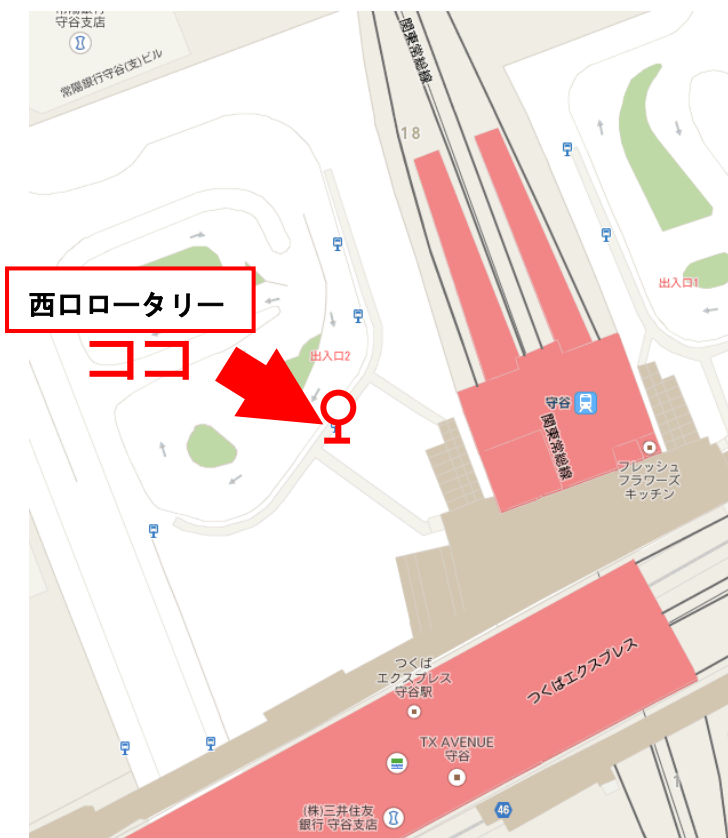 守谷支店
常陽銀行守谷(支)ビル
関東常総線
18
出入口1
西口ロータリー
ココ
出入口2
守谷
関東常総線
フレッシュ
フラワーズ
キッチン
つくばエクスプレス
つくば
エクスプレス
守谷駅
TX AVENUE
守谷
(株)三井住友
銀行 守谷支店
46